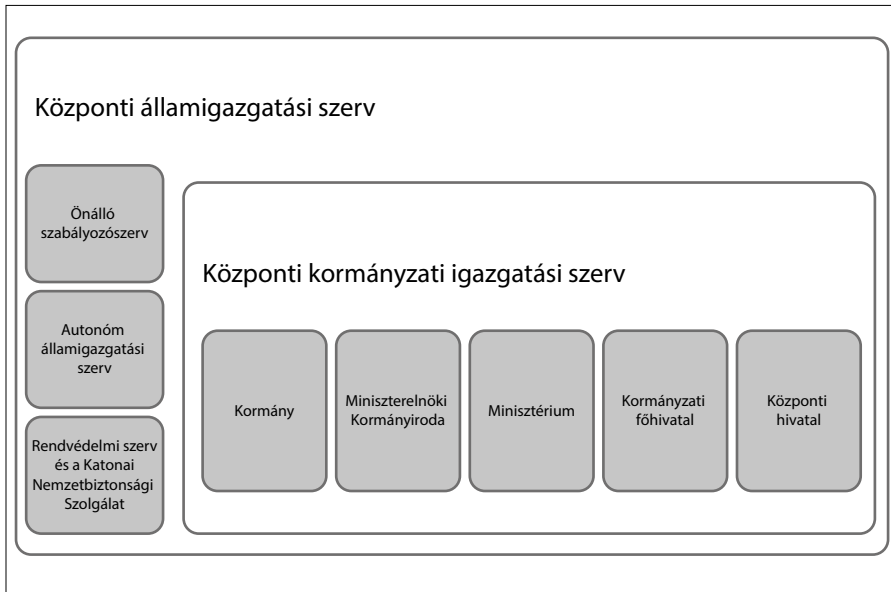 Központi államigazgatási szerv
Önálló
szabályozószerv
Autonóm
államigazgatási
szerv
Rendvédelmi szerv
és a Katonai
Nemzetbiztonsági
Szolgálat
Központi kormányzati igazgatási szerv
Kormány
Miniszterelnöki
Kormányiroda
Minisztérium
Kormányzati
főhivatal
Központi
hivatal